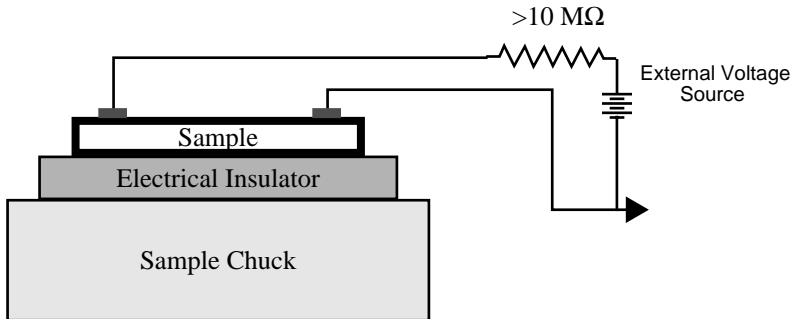 >10 MΩ
External Voltage
Source
Sample
Electrical Insulator
Sample Chuck